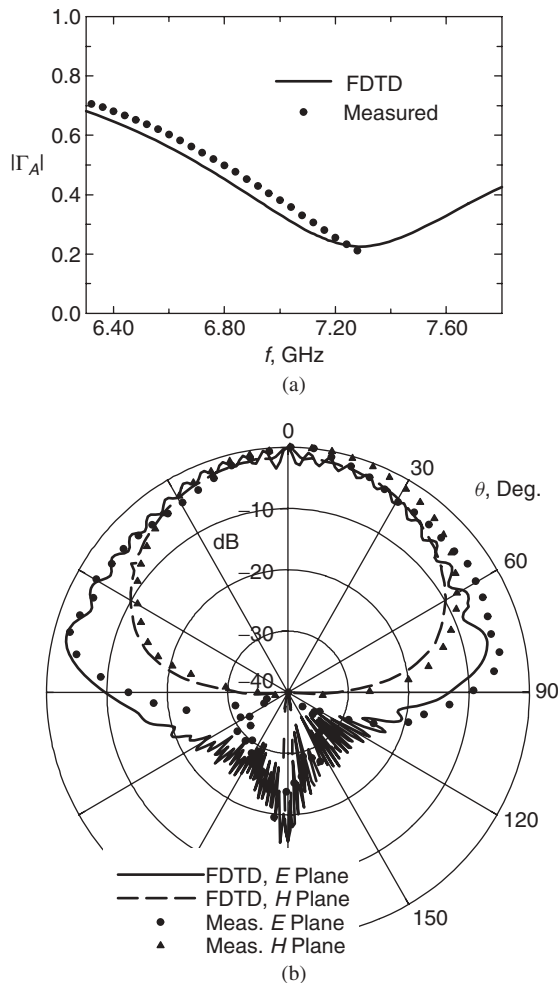 1.0
0.8
0.6
0.4
0.2
0.0
|Γ_A|
FDTD
Measured
6.40 6.80 7.20 7.60
f, GHz
(a)
0
30
θ, Deg.
60
90
120
150
−10
dB
−20
−30
−40
FDTD, E Plane
FDTD, H Plane
Meas. E Plane
Meas. H Plane
(b)